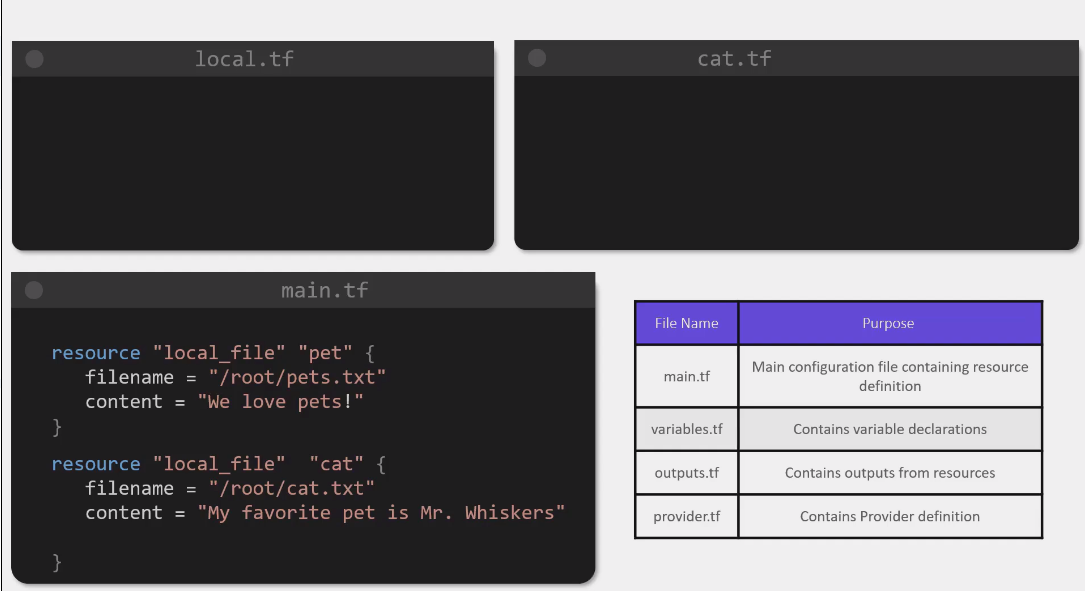 local.tf
cat.tf
main.tf
resource "local_file" "pet" {
filename = "/root/pets.txt"
content = "We love pets!"
}
resource "local_file"  "cat" {
filename = "/root/cat.txt"
content = "My favorite pet is Mr. Whiskers"
}
File Name Purpose
main.tf Main configuration file containing resource
definition
variables.tf Contains variable declarations
outputs.tf Contains outputs from resources
provider.tf Contains Provider definition